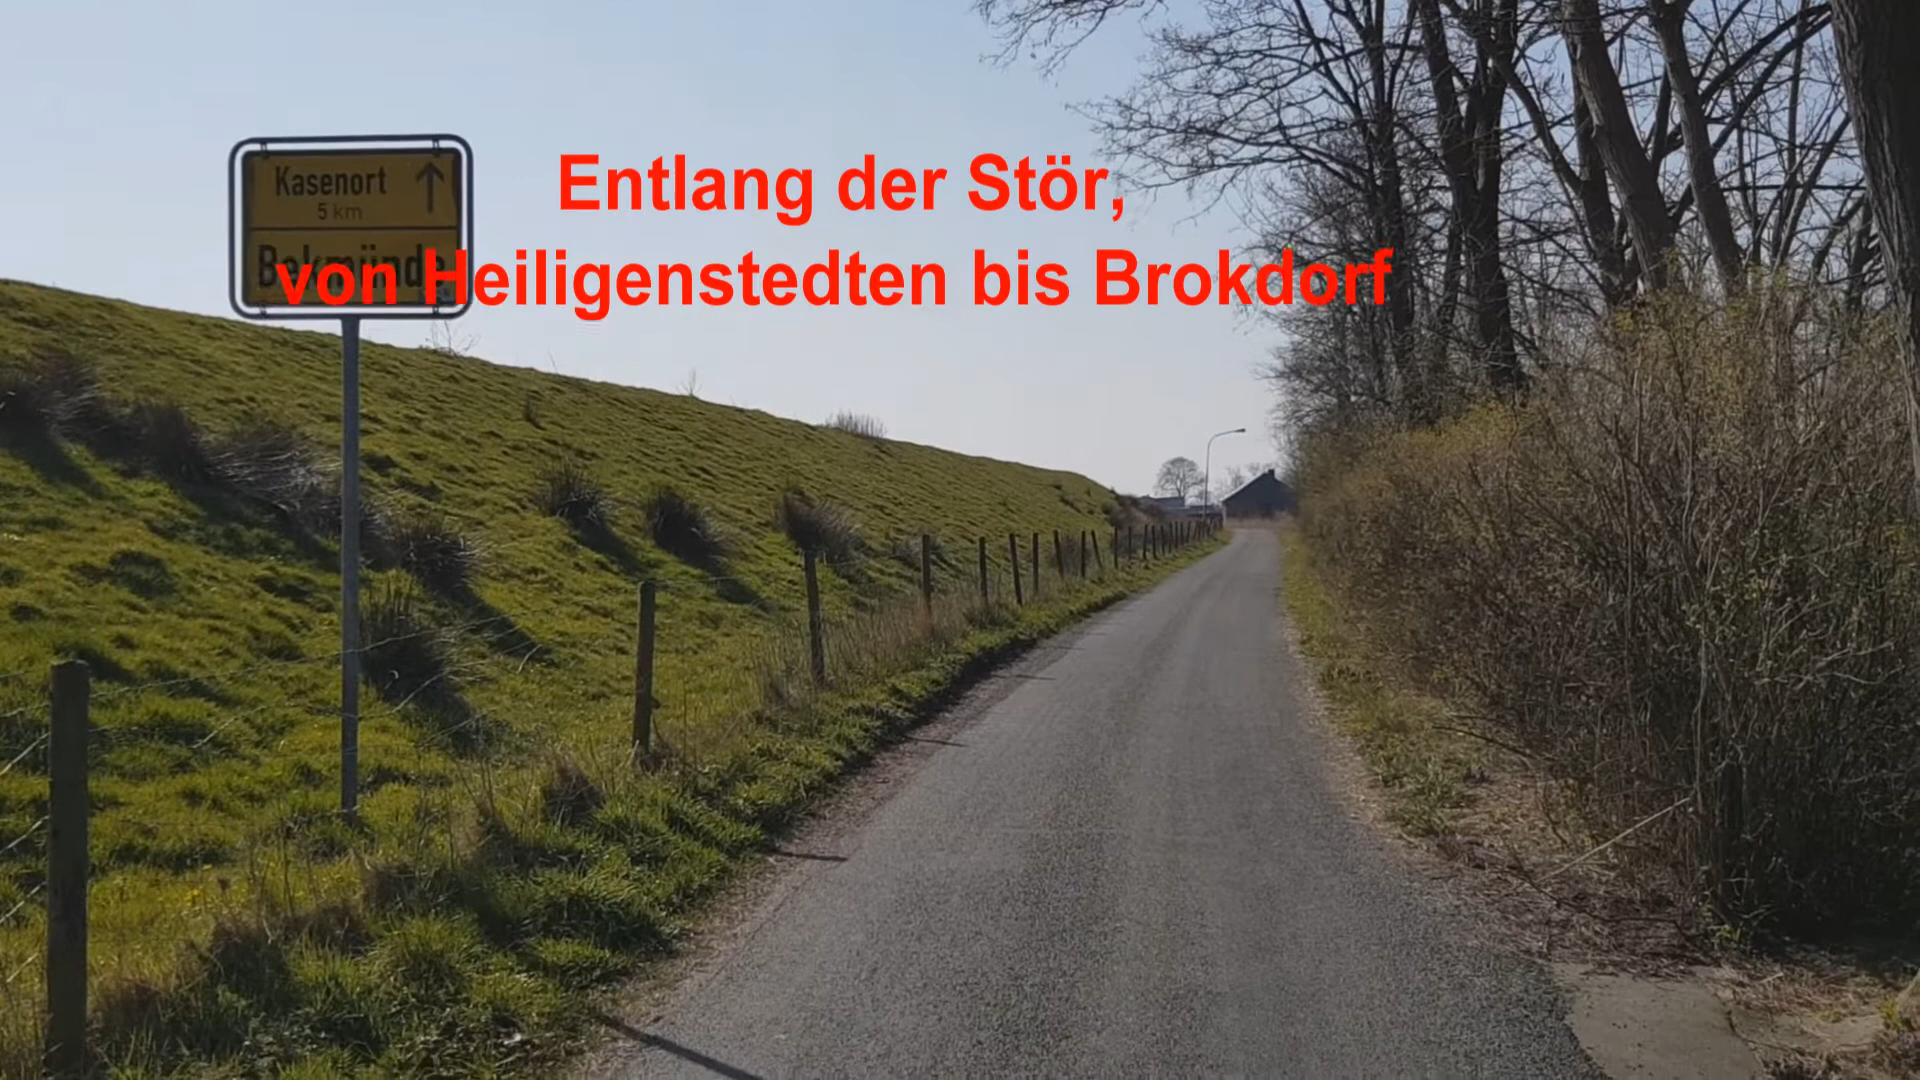 Kasenort
5 km
Entlang der Stör,
von Heiligenstedten bis Brokdorf